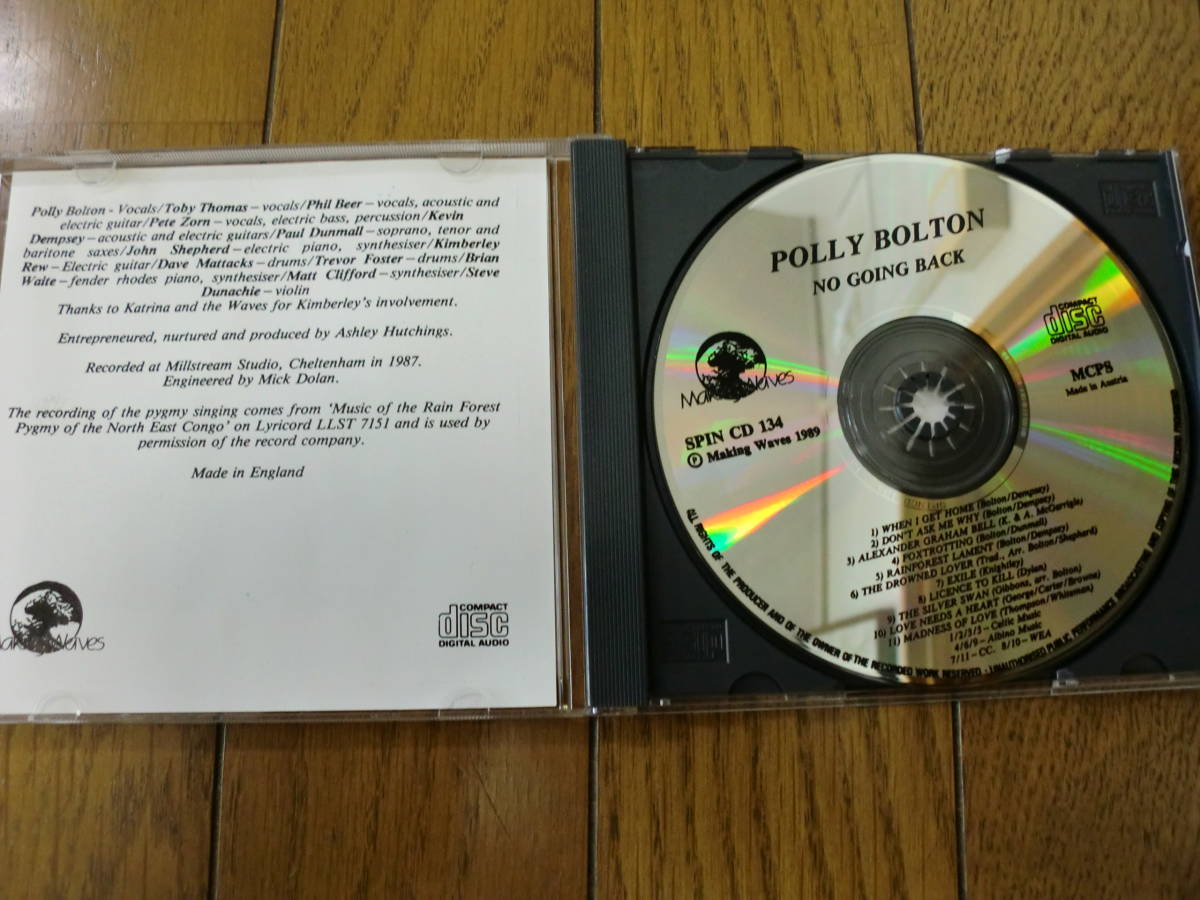 Polly Bolton - Vocals/Toby Thomas – vocals/Phil Beer – vocals, acoustic and
electric guitar/Pete Zorn – vocals, electric bass, percussion/Kevin
Dempsey – acoustic and electric guitars/Paul Dunmall – soprano, tenor and
baritone saxes/John Shepherd – electric piano, synthesiser/Kimberley
Rew – Electric guitar/Dave Mattacks – drums/Trevor Foster – drums/Brian
Waite – fender rhodes piano, synthesiser/Matt Clifford – synthesiser/Steve
Dunachie – violin
Thanks to Katrina and the Waves for Kimberley's involvement.
Entrepreneured, nurtured and produced by Ashley Hutchings.
Recorded at Millstream Studio, Cheltenham in 1987.
Engineered by Mick Dolan.
The recording of the pygmy singing comes from 'Music of the Rain Forest
Pygmy of the North East Congo' on Lyricord LLST 7151 and is used by
permission of the record company.
Made in England
Making Waves
COMPACT
disc
DIGITAL AUDIO
POLLY BOLTON
NO GOING BACK
COMPACT
disc
DIGITAL AUDIO
Making Waves
MCP8
Made in Austria
SPIN CD 134
Ⓟ Making Waves 1989
1) WHEN I GET HOME (Bolton/Dempsey)
2) DON'T ASK ME WHY (Bolton/Dempsey)
3) ALEXANDER GRAHAM BELL (K. & A. McGarrigle)
4) FOXTROTTING (Bolton/Dunmall)
5) RAINFOREST LAMENT (Bolton/Dempsey)
6) THE DROWNED LOVER (Trad., Arr. Bolton/Shepherd)
7) EXILE (Knightley)
8) LICENCE TO KILL (Dylan)
9) THE SILVER SWAN (Gibbons, arr. Bolton)
10) LOVE NEEDS A HEART (George/Carter/Browne)
11) MADNESS OF LOVE (Thompson/Whiteman)
1/2/3/5 – Celtic Music
4/6/9 – Albino Music
7/11 – CC. 8/10 – WEA
ALL RIGHTS OF THE PRODUCER AND OF THE OWNER OF THE RECORDED WORK RESERVED - UNAUTHORISED PUBLIC PERFORMANCE BROADCASTING AND COPYING OF